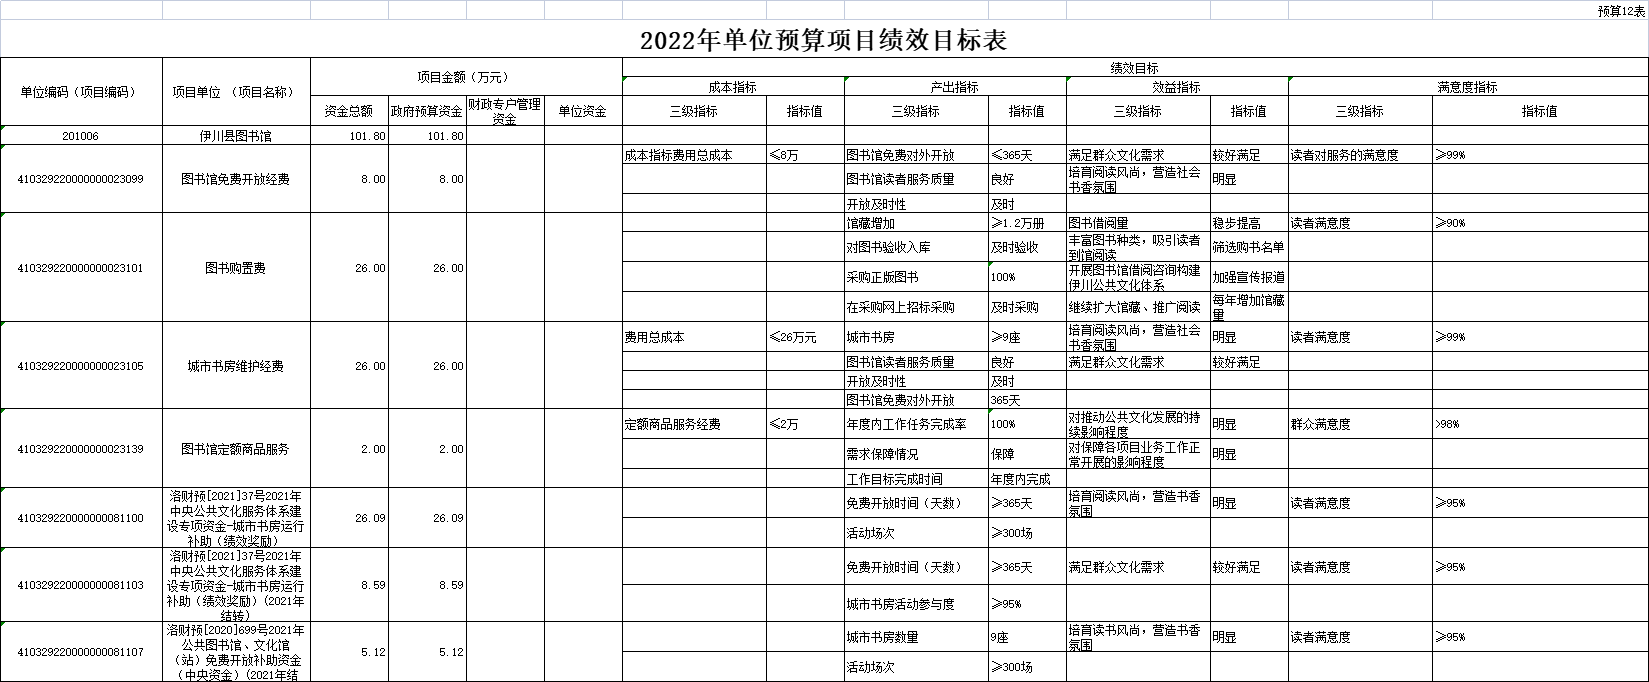 预算12表
2022年单位预算项目绩效目标表
单位编码（项目编码） 项目单位 （项目名称） 项目金额（万元） 绩效目标
成本指标 产出指标 效益指标 满意度指标
资金总额 政府预算资金 财政专户管理 单位资金 三级指标 指标值 三级指标 指标值 三级指标 指标值 三级指标 指标值
资金
201006 伊川县图书馆 101.80 101.80
410329220000000023099 图书馆免费开放经费 8.00 8.00
成本指标费用总成本 ≤8万 图书馆免费对外开放 ≤365天 满足群众文化需求 较好满足 读者对服务的满意度 ≥99%
图书馆读者服务质量 良好 培育阅读风尚，营造社会 明显
书香氛围
开放及时性 及时
410329220000000023101 图书购置费 26.00 26.00
馆藏增加 ≥1.2万册 图书借阅量 稳步提高 读者满意度 ≥90%
对图书验收入库 及时验收 丰富图书种类，吸引读者 筛选购书名单
到馆阅读
采购正版图书 100% 开展图书馆借阅咨询构建 加强宣传报道
伊川公共文化体系
在采购网上招标采购 及时采购 继续扩大馆藏、推广阅读 每年增加馆藏
量
410329220000000023105 城市书房维护经费 26.00 26.00
费用总成本 ≤26万元 城市书房 ≥9座 培育阅读风尚，营造社会 明显 读者满意度 ≥99%
书香氛围
图书馆读者服务质量 良好 满足群众文化需求 较好满足
开放及时性 及时
图书馆免费对外开放 365天
410329220000000023139 图书馆定额商品服务 2.00 2.00
定额商品服务经费 ≤2万 年度内工作任务完成率 100% 对推动公共文化发展的持 明显 群众满意度 >98%
续影响程度
需求保障情况 保障 对保障各项目业务工作正 明显
常开展的影响程度
工作目标完成时间 年度内完成
410329220000000081100 洛财预[2021]37号2021年 26.09 26.09
中央公共文化服务体系建
设专项资金-城市书房运行
补助（绩效奖励）
免费开放时间（天数） ≥365天 培育阅读风尚，营造书香 明显 读者满意度 ≥95%
氛围
活动场次 ≥300场
410329220000000081103 洛财预[2021]37号2021年 8.59 8.59
中央公共文化服务体系建
设专项资金-城市书房运行
补助（绩效奖励）(2021年
结转）
免费开放时间（天数） ≥365天 满足群众文化需求 较好满足 读者满意度 ≥95%
城市书房活动参与度 ≥95%
410329220000000081107 洛财预[2020]699号2021年 5.12 5.12
公共图书馆、文化馆
（站）免费开放补助资金
（中央资金）(2021年结
城市书房数量 9座 培育读书风尚，营造书香 明显 读者满意度 ≥95%
氛围
活动场次 ≥300场